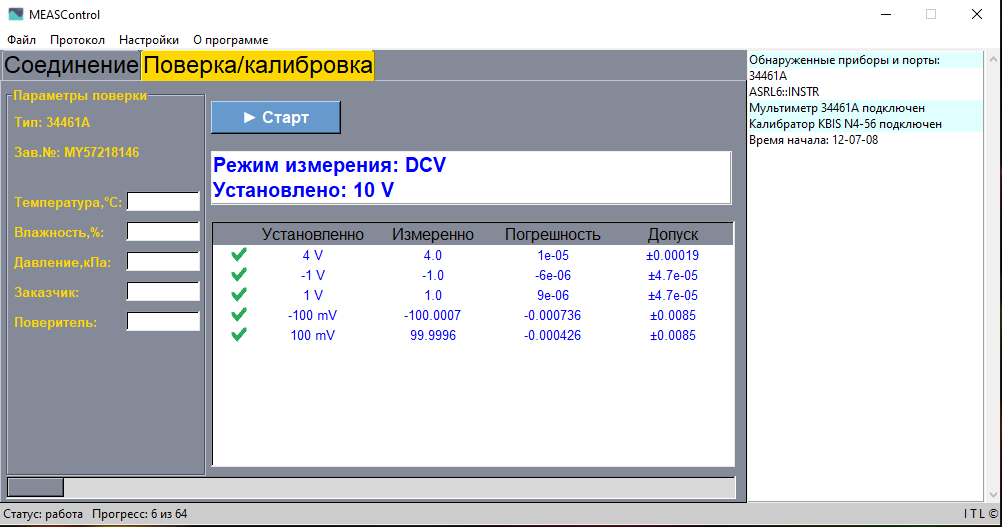 MEASControl
Файл Протокол Настройки О программе
Соединение Поверка/калибровка
Параметры поверки
Тип: 34461A
Зав.№: MY57218146
Температура,°C:
Влажность,%:
Давление,кПа:
Заказчик:
Поверитель:
► Старт
Режим измерения: DCV
Установлено: 10 V
Установленно Измеренно Погрешность Допуск
4 V 4.0 1e-05 ±0.00019
-1 V -1.0 -6e-06 ±4.7e-05
1 V 1.0 9e-06 ±4.7e-05
-100 mV -100.0007 -0.000736 ±0.0085
100 mV 99.9996 -0.000426 ±0.0085
Обнаруженные приборы и порты:
34461A
ASRL6::INSTR
Мультиметр 34461A подключен
Калибратор KBIS N4-56 подключен
Время начала: 12-07-08
Статус: работа Прогресс: 6 из 64
I T L ©